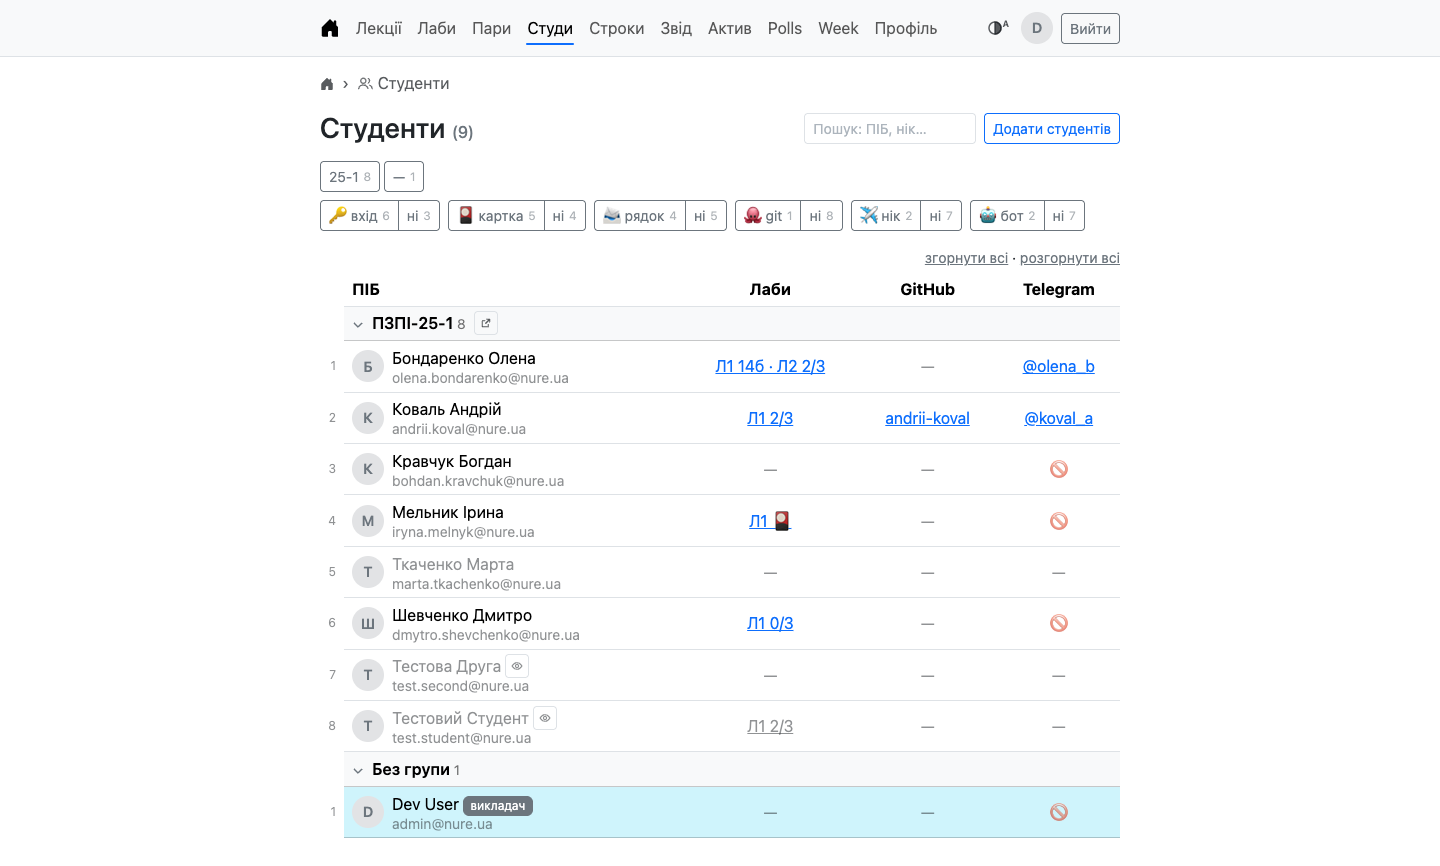 Лекції Лаби Пари Студи Строки Звід Актив Polls Week Профіль A D Вийти
› Студенти
Студенти (9) Пошук: ПІБ, нік... Додати студентів
25-1 8 — 1
вхід 6 ні 3 картка 5 ні 4 рядок 4 ні 5 git 1 ні 8 нік 2 ні 7 бот 2 ні 7
згорнути всі · розгорнути всі
ПІБ Лаби GitHub Telegram
ПЗПІ-25-1 8
1 Б Бондаренко Олена Л1 14б · Л2 2/3 — @olena_b
olena.bondarenko@nure.ua
2 К Коваль Андрій Л1 2/3 andrii-koval @koval_a
andrii.koval@nure.ua
3 К Кравчук Богдан — —
bohdan.kravchuk@nure.ua
4 М Мельник Ірина Л1 —
iryna.melnyk@nure.ua
5 Т Ткаченко Марта — — —
marta.tkachenko@nure.ua
6 Ш Шевченко Дмитро Л1 0/3 —
dmytro.shevchenko@nure.ua
7 Т Тестова Друга — — —
test.second@nure.ua
8 Т Тестовий Студент Л1 2/3 — —
test.student@nure.ua
Без групи 1
1 D Dev User викладач — —
admin@nure.ua